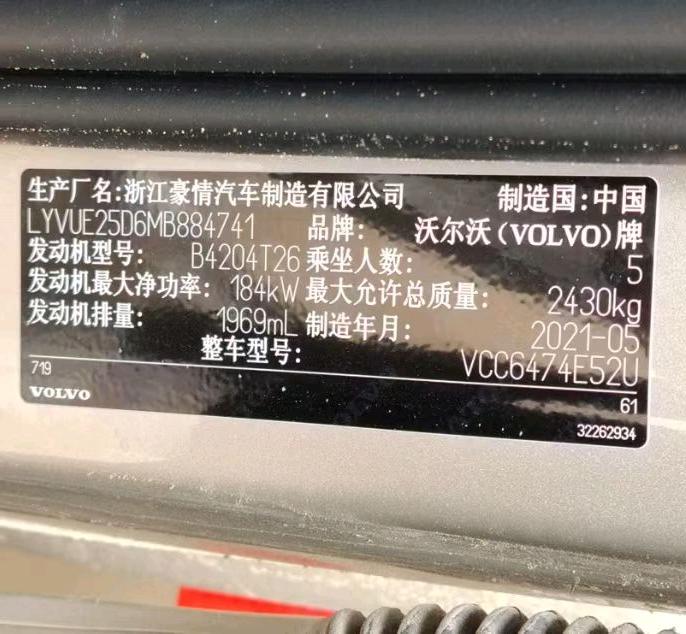 生产厂名:浙江豪情汽车制造有限公司 制造国:中国
LYVUE25D6MB884741 品牌: 沃尔沃(VOLVO)牌
发动机型号: B4204T26 乘坐人数: 5
发动机最大净功率: 184kW 最大允许总质量: 2430kg
发动机排量: 1969mL 制造年月: 2021-05
整车型号: VCC6474E52U
719
VOLVO
61
32262934